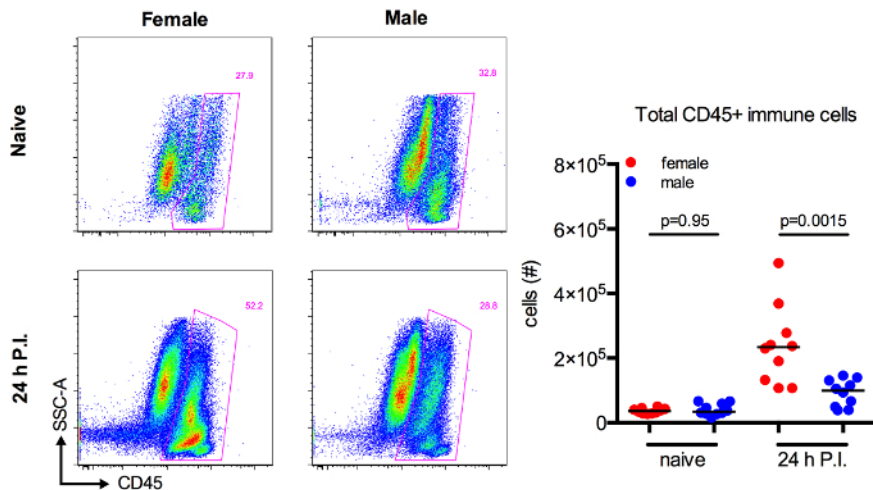 Female
Male
Naive
27.9
32.8
24 h P.I.
52.2
28.8
SSC-A
CD45
Total CD45+ immune cells
female
male
8×10⁵
6×10⁵
4×10⁵
2×10⁵
0
cells (#)
p=0.95
p=0.0015
naive
24 h P.I.